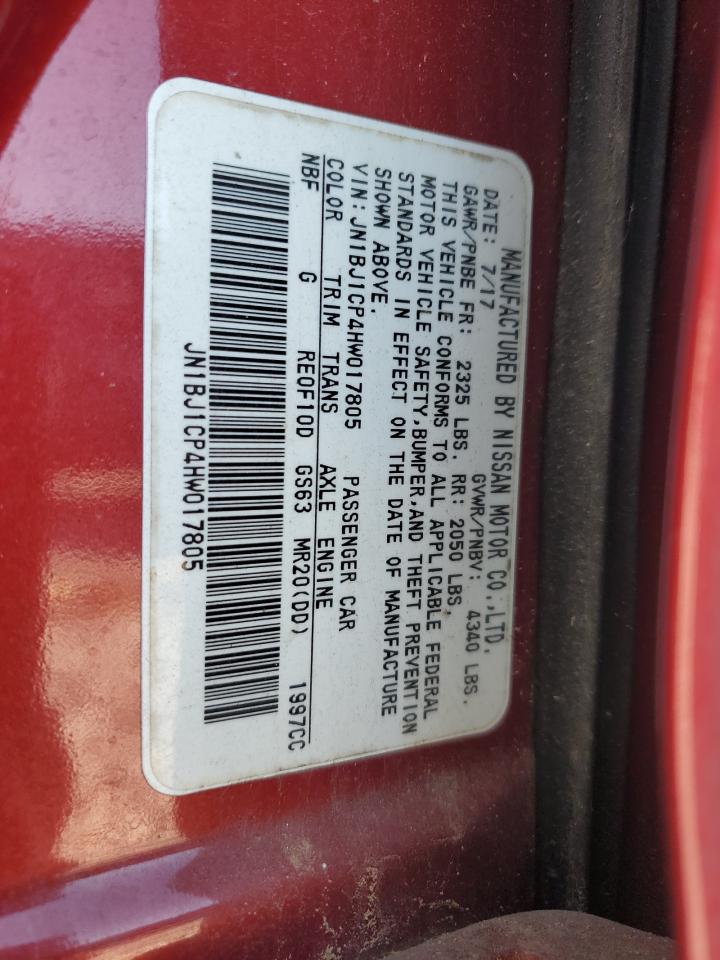 MANUFACTURED BY NISSAN MOTOR CO.,LTD.
DATE: 7/17 GVWR/PNBV: 4340 LBS.
GAWR/PNBE FR: 2325 LBS. RR: 2050 LBS.
THIS VEHICLE CONFORMS TO ALL APPLICABLE FEDERAL
MOTOR VEHICLE SAFETY,BUMPER,AND THEFT PREVENTION
STANDARDS IN EFFECT ON THE DATE OF MANUFACTURE
SHOWN ABOVE.
VIN: JN1BJ1CP4HW017805 PASSENGER CAR
COLOR TRIM TRANS AXLE ENGINE
NBF G RE0F10D GS63 MR20(DD) 1997CC
JN1BJ1CP4HW017805